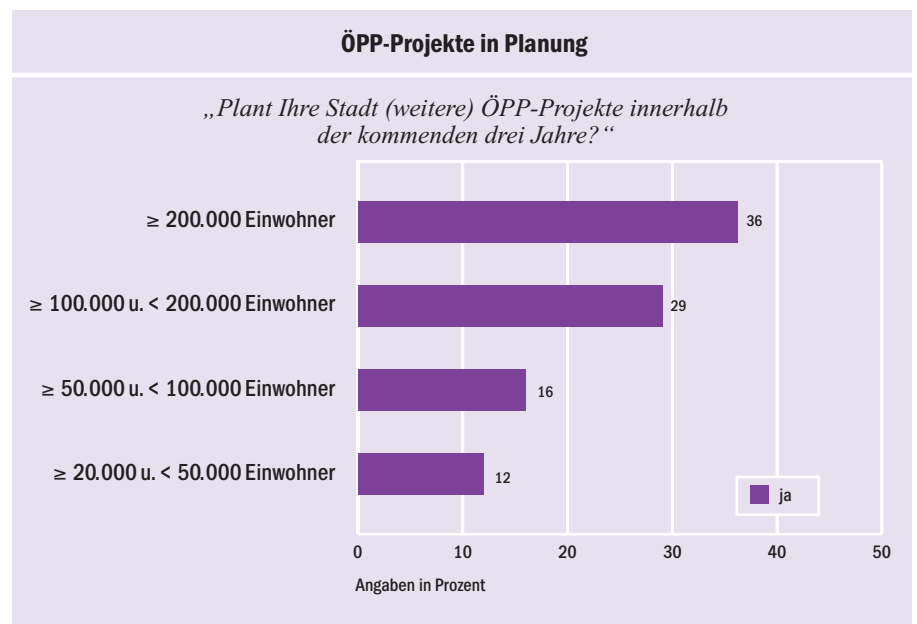 ÖPP-Projekte in Planung
„Plant Ihre Stadt (weitere) ÖPP-Projekte innerhalb
der kommenden drei Jahre?“
≥ 200.000 Einwohner
36
≥ 100.000 u. < 200.000 Einwohner
29
≥ 50.000 u. < 100.000 Einwohner
16
≥ 20.000 u. < 50.000 Einwohner
12
ja
0 10 20 30 40 50
Angaben in Prozent